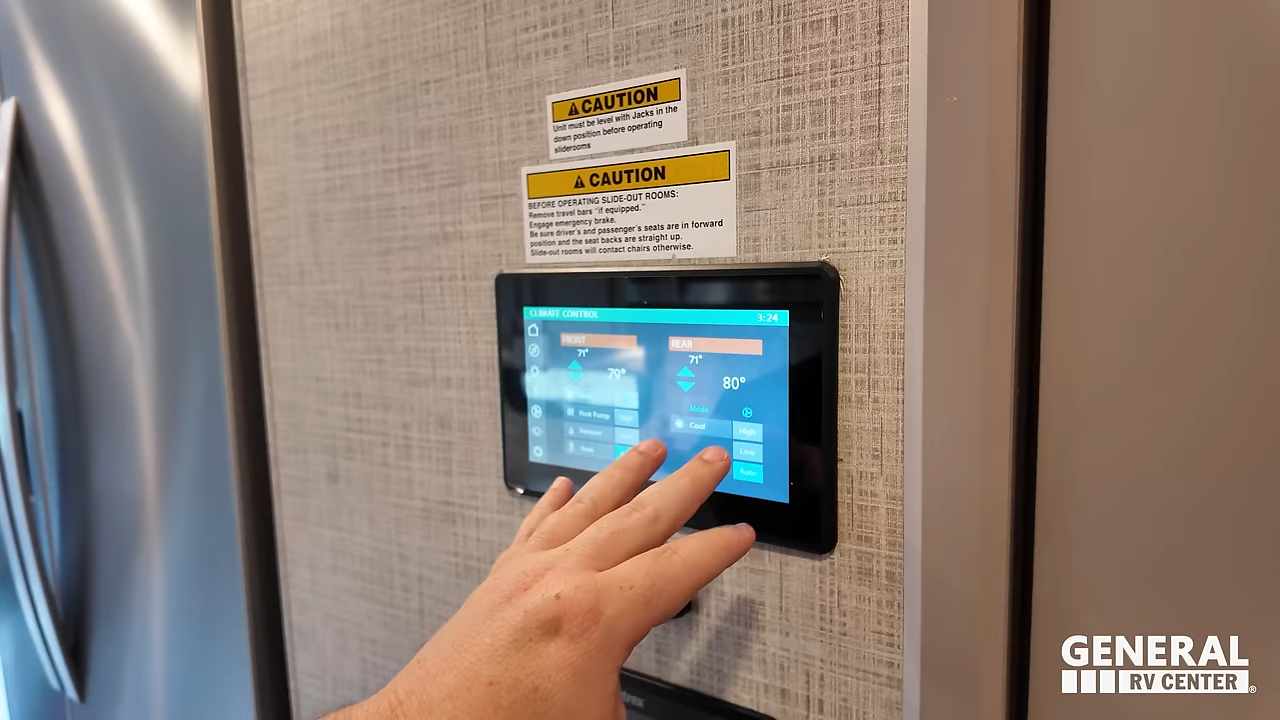 CAUTION
Unit must be level with Jacks in the
down position before operating
sliderooms
CAUTION
BEFORE OPERATING SLIDE-OUT ROOMS:
Remove travel bars "if equipped."
Engage emergency brake.
Be sure driver's and passenger's seats are in forward
position and the seat backs are straight up.
Slide-out rooms will contact chairs otherwise.
CLIMATE CONTROL 3:24
FRONT REAR
71° 71°
79° 80°
Mode
Heat Pump Cool High
Low
Auto
GENERAL
RV CENTER®